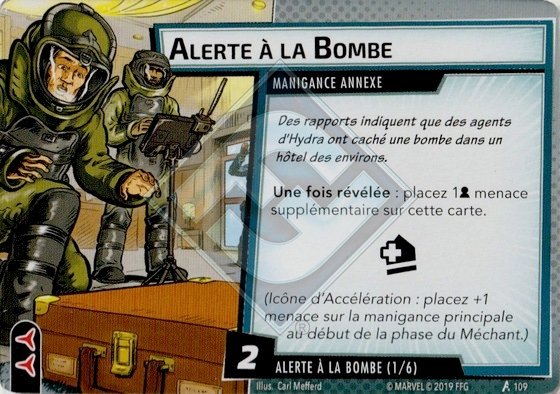 ALERTE À LA BOMBE
MANIGANCE ANNEXE
Des rapports indiquent que des agents
d'Hydra ont caché une bombe dans un
hôtel des environs.
Une fois révélée : placez 1 menace
supplémentaire sur cette carte.
(Icône d'Accélération : placez +1
menace sur la manigance principale
au début de la phase du Méchant.)
2
ALERTE À LA BOMBE (1/6)
Illus. Carl Mefferd
© MARVEL © 2019 FFG
109